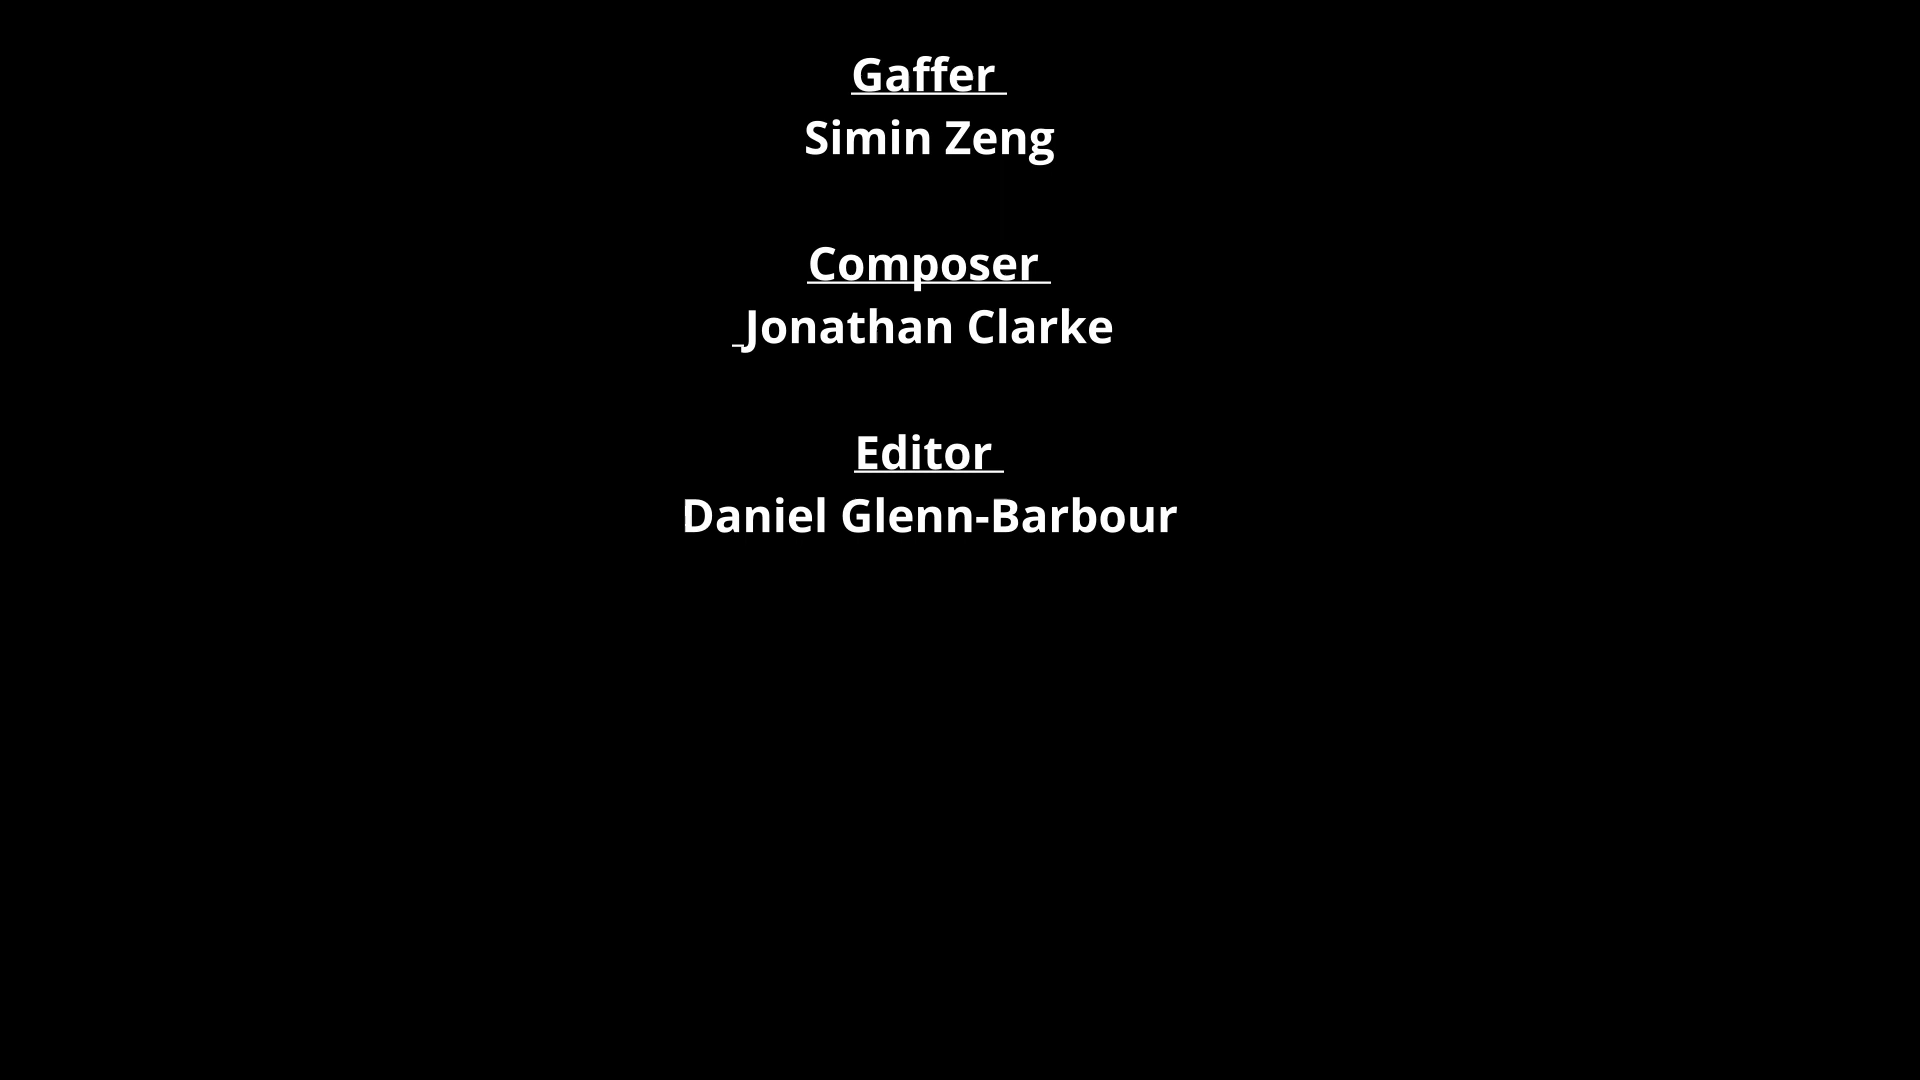 Gaffer
Simin Zeng
Composer
Jonathan Clarke
Editor
Daniel Glenn-Barbour